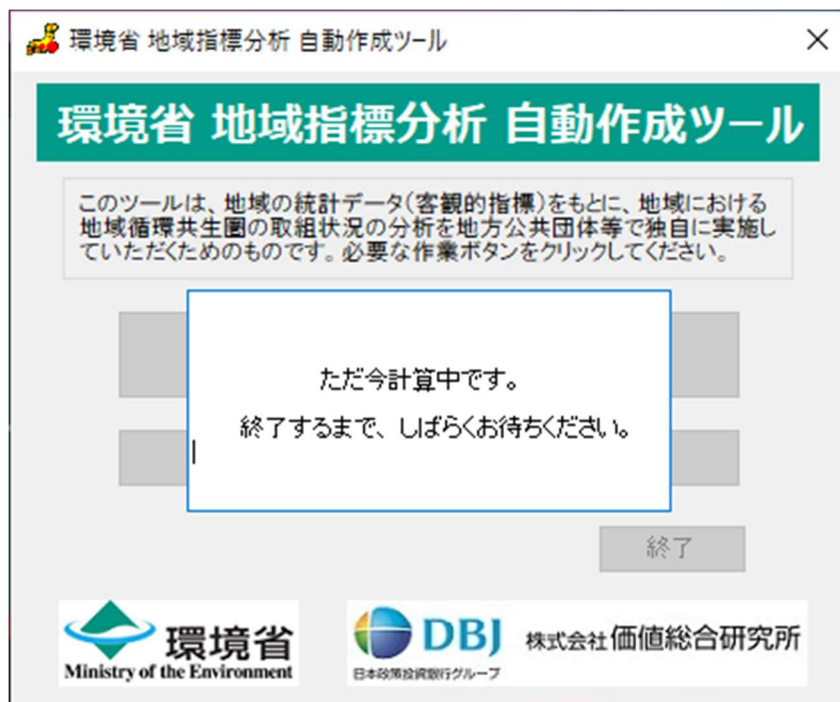 環境省 地域指標分析 自動作成ツール
環境省 地域指標分析 自動作成ツール
このツールは、地域の統計データ(客観的指標)をもとに、地域における
地域循環共生圏の取組状況の分析を地方公共団体等で独自に実施し
ていただくためのものです。必要な作業ボタンをクリックしてください。
ただ今計算中です。
終了するまで、しばらくお待ちください。
終了
環境省
Ministry of the Environment
DBJ
日本政策投資銀行グループ
株式会社価値総合研究所